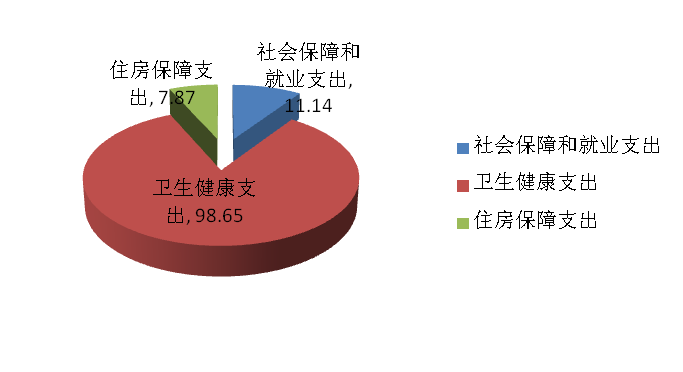 社会保障和
就业支出,
11.14
住房保障支
出, 7.87
卫生健康支
出, 98.65
社会保障和就业支出
卫生健康支出
住房保障支出